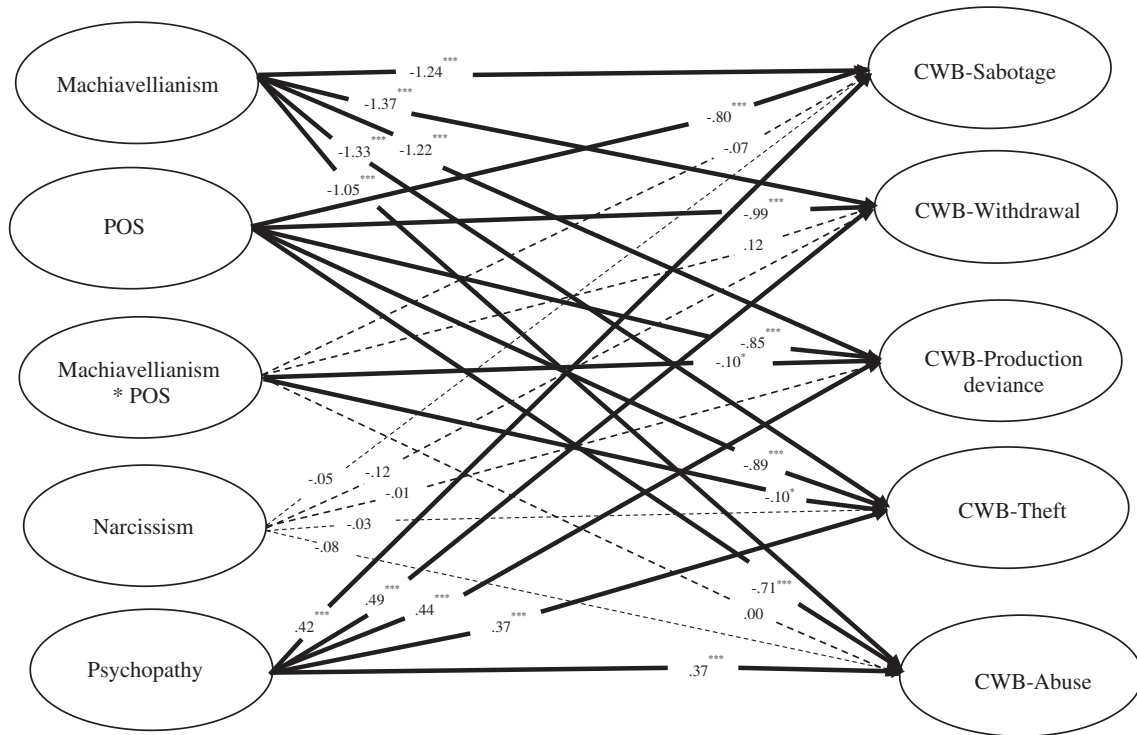 Machiavellianism
CWB-Sabotage
-1.24***
-1.37***
-.80***
-1.33***
-1.22***
-.07
-1.05***
POS
CWB-Withdrawal
-.99***
.12
Machiavellianism
* POS
-.85***
-.10*
CWB-Production
deviance
Narcissism
-.05
-.12
-.01
-.03
-.08
-.89***
-.10*
CWB-Theft
Psychopathy
.42***
.49***
.44***
.37***
-.71***
.00
.37***
CWB-Abuse